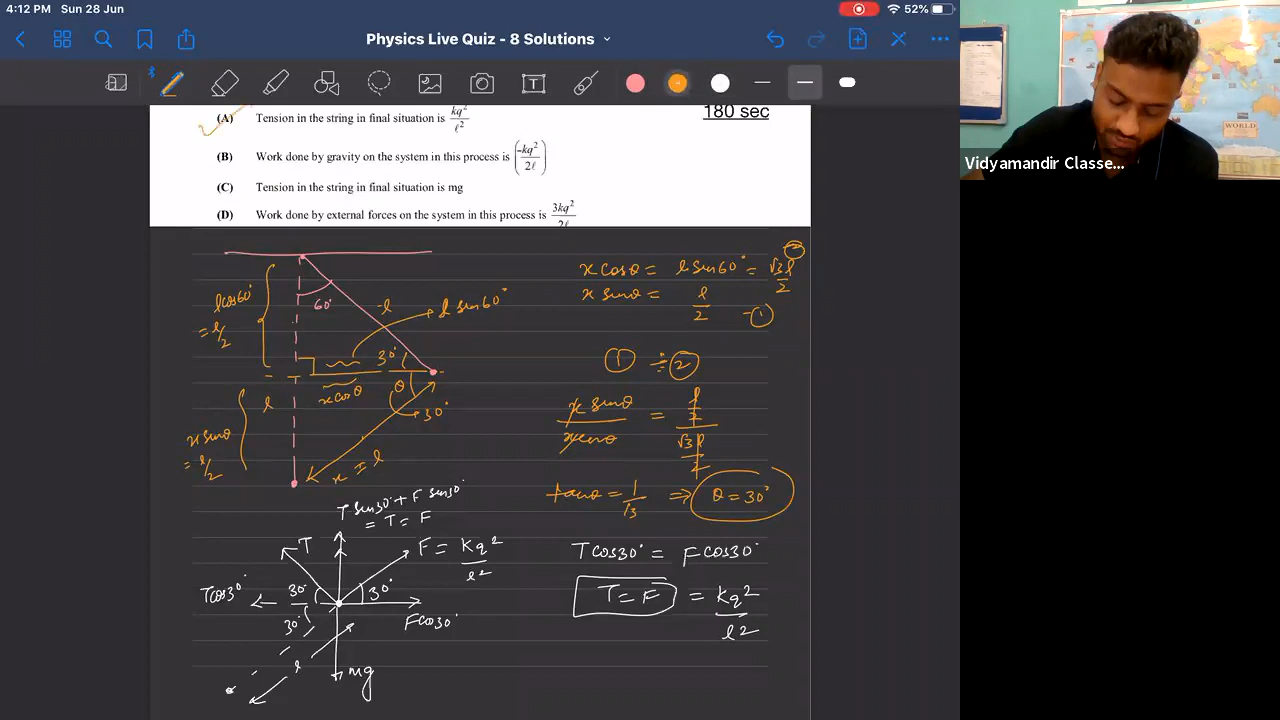 4:12 PM Sun 28 Jun
52%
Physics Live Quiz - 8 Solutions
180 sec
(A) Tension in the string in final situation is kq²/ℓ²
(B) Work done by gravity on the system in this process is (-kq²/2ℓ)
(C) Tension in the string in final situation is mg
(D) Work done by external forces on the system in this process is 3kq²/2ℓ
Vidyamandir Classe...
WORLD
60°
l
l sin60°
lcos60°
= l/2
30°
x cosθ
θ
30°
l
x sinθ
= l/2
x = l
x cosθ = l sin60° = √3l/2 ②
x sinθ = l/2 - ①
① ÷ ②
x sinθ / x cosθ = l/2 / √3l/2
tanθ = 1/√3 ⇒ θ = 30°
T sin30° + F sin30°
= T = F
T
F = Kq²/l²
Tcos30°
30°
30°
30°
Fcos30°
l
mg
Tcos30° = Fcos30°
T = F = Kq²/l²